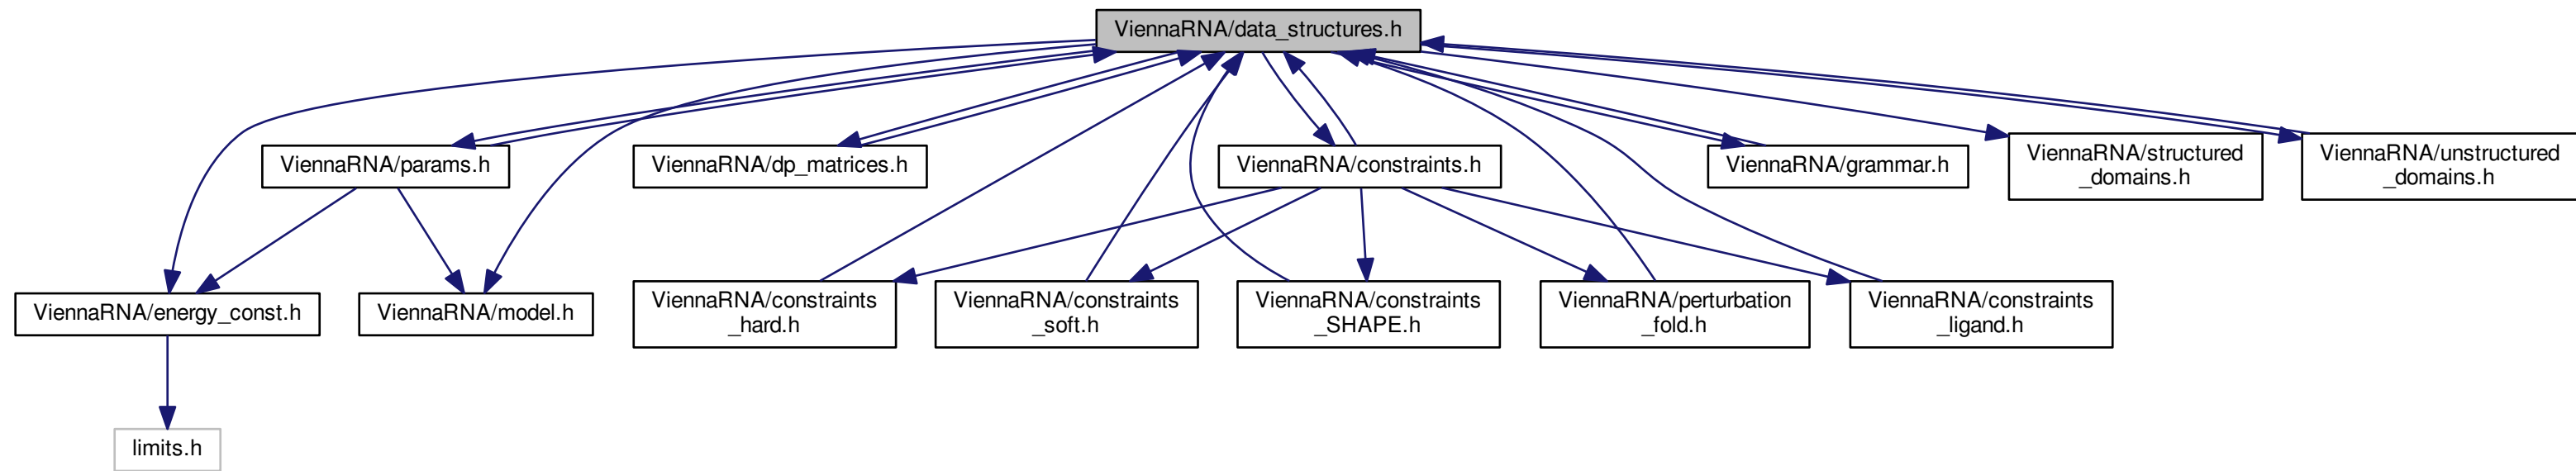 ViennaRNA/data_structures.h
ViennaRNA/params.h
ViennaRNA/dp_matrices.h
ViennaRNA/constraints.h
ViennaRNA/grammar.h
ViennaRNA/structured
_domains.h
ViennaRNA/unstructured
_domains.h
ViennaRNA/energy_const.h
ViennaRNA/model.h
ViennaRNA/constraints
_hard.h
ViennaRNA/constraints
_soft.h
ViennaRNA/constraints
_SHAPE.h
ViennaRNA/perturbation
_fold.h
ViennaRNA/constraints
_ligand.h
limits.h